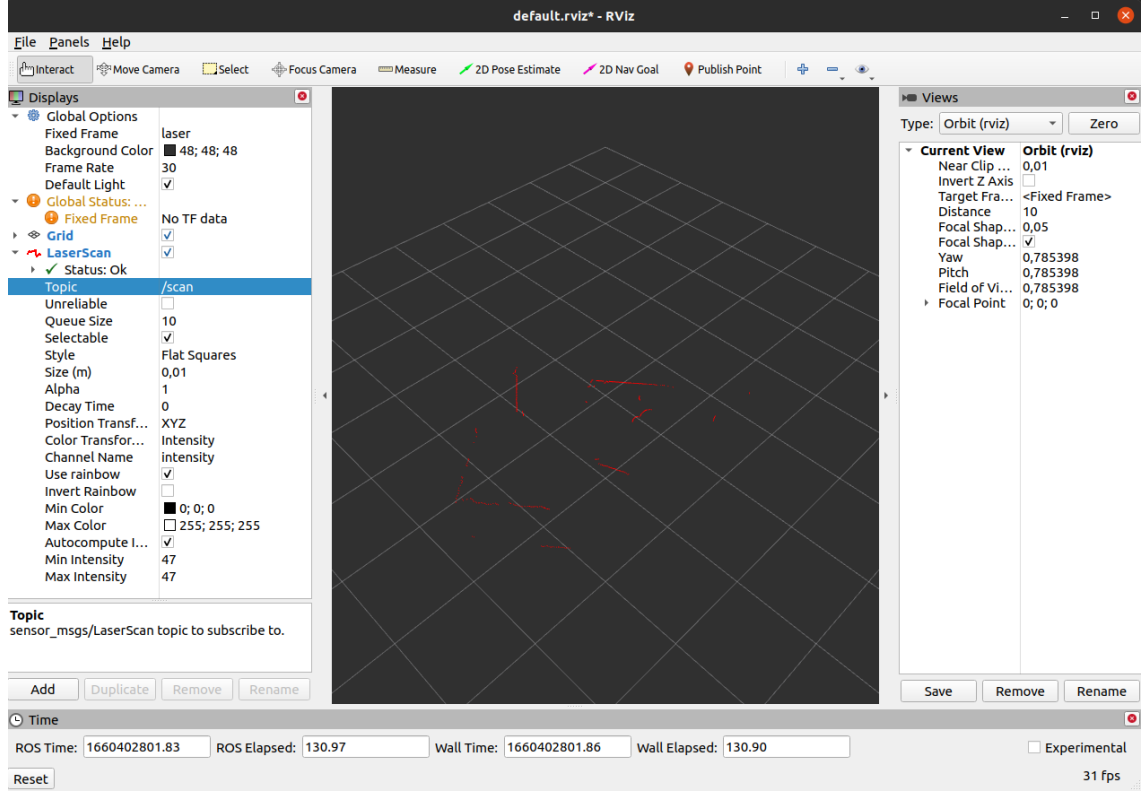 default.rviz* - RViz
File Panels Help
Interact Move Camera Select Focus Camera Measure 2D Pose Estimate 2D Nav Goal Publish Point
Displays
Global Options
Fixed Frame laser
Background Color 48; 48; 48
Frame Rate 30
Default Light
Global Status: ...
Fixed Frame No TF data
Grid
LaserScan
Status: Ok
Topic /scan
Unreliable
Queue Size 10
Selectable
Style Flat Squares
Size (m) 0,01
Alpha 1
Decay Time 0
Position Transf... XYZ
Color Transfor... Intensity
Channel Name intensity
Use rainbow
Invert Rainbow
Min Color 0; 0; 0
Max Color 255; 255; 255
Autocompute I...
Min Intensity 47
Max Intensity 47
Topic
sensor_msgs/LaserScan topic to subscribe to.
Add Duplicate Remove Rename
Views
Type: Orbit (rviz) Zero
Current View Orbit (rviz)
Near Clip ... 0,01
Invert Z Axis
Target Fra... <Fixed Frame>
Distance 10
Focal Shap... 0,05
Focal Shap...
Yaw 0,785398
Pitch 0,785398
Field of Vi... 0,785398
Focal Point 0; 0; 0
Save Remove Rename
Time
ROS Time: 1660402801.83 ROS Elapsed: 130.97 Wall Time: 1660402801.86 Wall Elapsed: 130.90 Experimental
Reset 31 fps